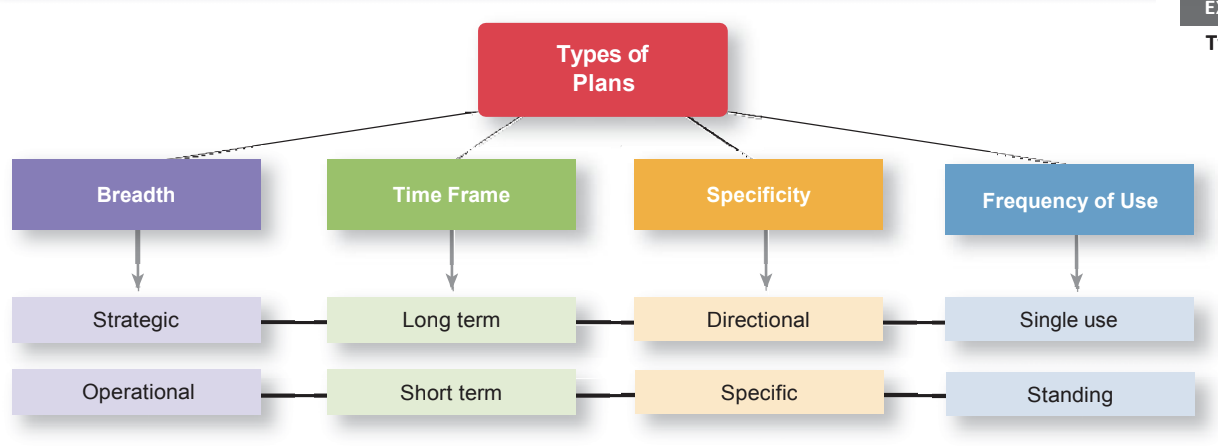 EX
T
Types of
Plans
Breadth
Time Frame
Specificity
Frequency of Use
Strategic
Long term
Directional
Single use
Operational
Short term
Specific
Standing